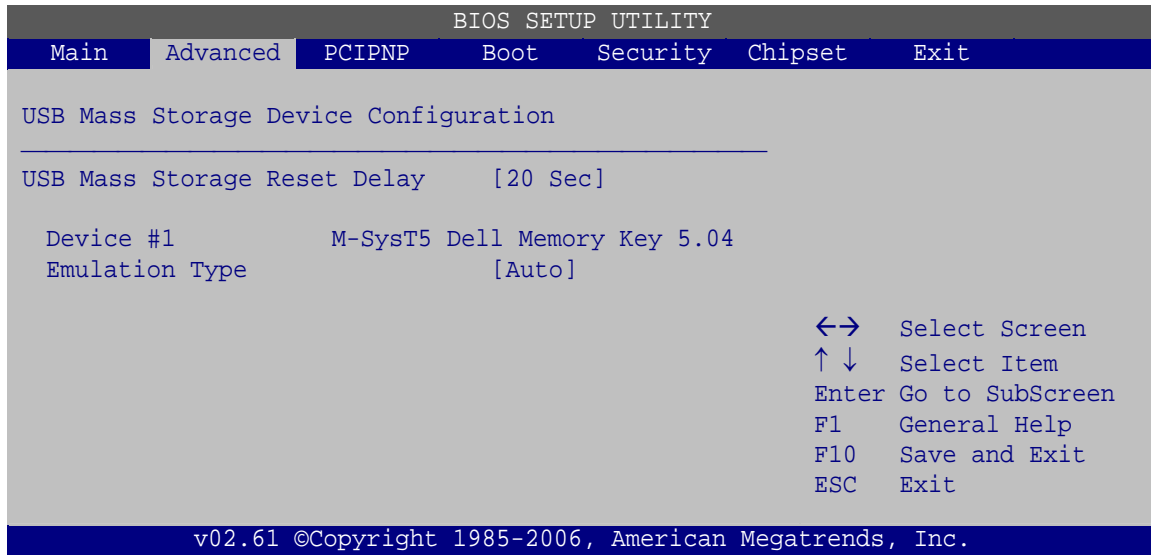 BIOS SETUP UTILITY
Main Advanced PCIPNP Boot Security Chipset Exit
USB Mass Storage Device Configuration
USB Mass Storage Reset Delay [20 Sec]
Device #1 M-SysT5 Dell Memory Key 5.04
Emulation Type [Auto]
←→ Select Screen
↑↓ Select Item
Enter Go to SubScreen
F1 General Help
F10 Save and Exit
ESC Exit
v02.61 ©Copyright 1985-2006, American Megatrends, Inc.